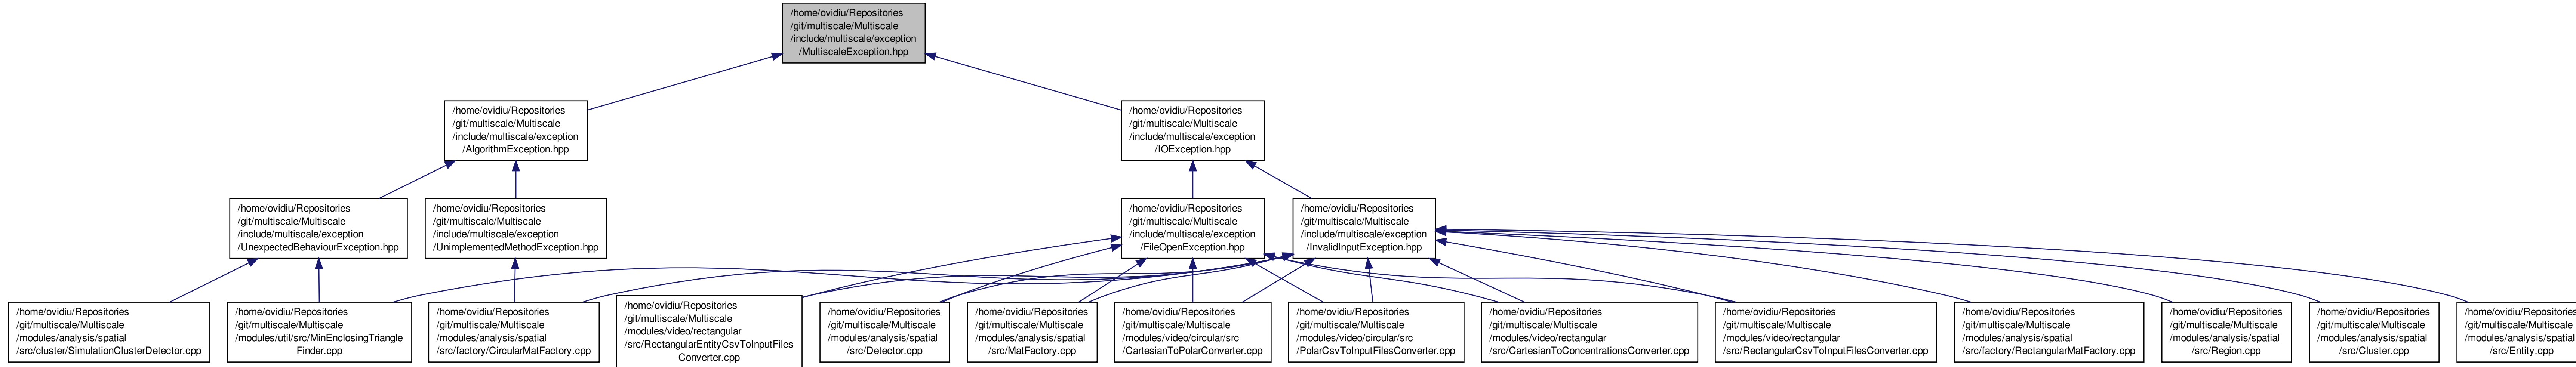 /home/ovidiu/Repositories
/git/multiscale/Multiscale
/include/multiscale/exception
/MultiscaleException.hpp
/home/ovidiu/Repositories
/git/multiscale/Multiscale
/include/multiscale/exception
/AlgorithmException.hpp
/home/ovidiu/Repositories
/git/multiscale/Multiscale
/include/multiscale/exception
/IOException.hpp
/home/ovidiu/Repositories
/git/multiscale/Multiscale
/include/multiscale/exception
/UnexpectedBehaviourException.hpp
/home/ovidiu/Repositories
/git/multiscale/Multiscale
/include/multiscale/exception
/UnimplementedMethodException.hpp
/home/ovidiu/Repositories
/git/multiscale/Multiscale
/include/multiscale/exception
/FileOpenException.hpp
/home/ovidiu/Repositories
/git/multiscale/Multiscale
/include/multiscale/exception
/InvalidInputException.hpp
/home/ovidiu/Repositories
/git/multiscale/Multiscale
/modules/analysis/spatial
/src/cluster/SimulationClusterDetector.cpp
/home/ovidiu/Repositories
/git/multiscale/Multiscale
/modules/util/src/MinEnclosingTriangle
Finder.cpp
/home/ovidiu/Repositories
/git/multiscale/Multiscale
/modules/analysis/spatial
/src/factory/CircularMatFactory.cpp
/home/ovidiu/Repositories
/git/multiscale/Multiscale
/modules/video/rectangular
/src/RectangularEntityCsvToInputFiles
Converter.cpp
/home/ovidiu/Repositories
/git/multiscale/Multiscale
/modules/analysis/spatial
/src/Detector.cpp
/home/ovidiu/Repositories
/git/multiscale/Multiscale
/modules/analysis/spatial
/src/MatFactory.cpp
/home/ovidiu/Repositories
/git/multiscale/Multiscale
/modules/video/circular/src
/CartesianToPolarConverter.cpp
/home/ovidiu/Repositories
/git/multiscale/Multiscale
/modules/video/circular/src
/PolarCsvToInputFilesConverter.cpp
/home/ovidiu/Repositories
/git/multiscale/Multiscale
/modules/video/rectangular
/src/CartesianToConcentrationsConverter.cpp
/home/ovidiu/Repositories
/git/multiscale/Multiscale
/modules/video/rectangular
/src/RectangularCsvToInputFilesConverter.cpp
/home/ovidiu/Repositories
/git/multiscale/Multiscale
/modules/analysis/spatial
/src/factory/RectangularMatFactory.cpp
/home/ovidiu/Repositories
/git/multiscale/Multiscale
/modules/analysis/spatial
/src/Region.cpp
/home/ovidiu/Repositories
/git/multiscale/Multiscale
/modules/analysis/spatial
/src/Cluster.cpp
/home/ovidiu/Repositories
/git/multiscale/Multiscale
/modules/analysis/spatial
/src/Entity.cpp